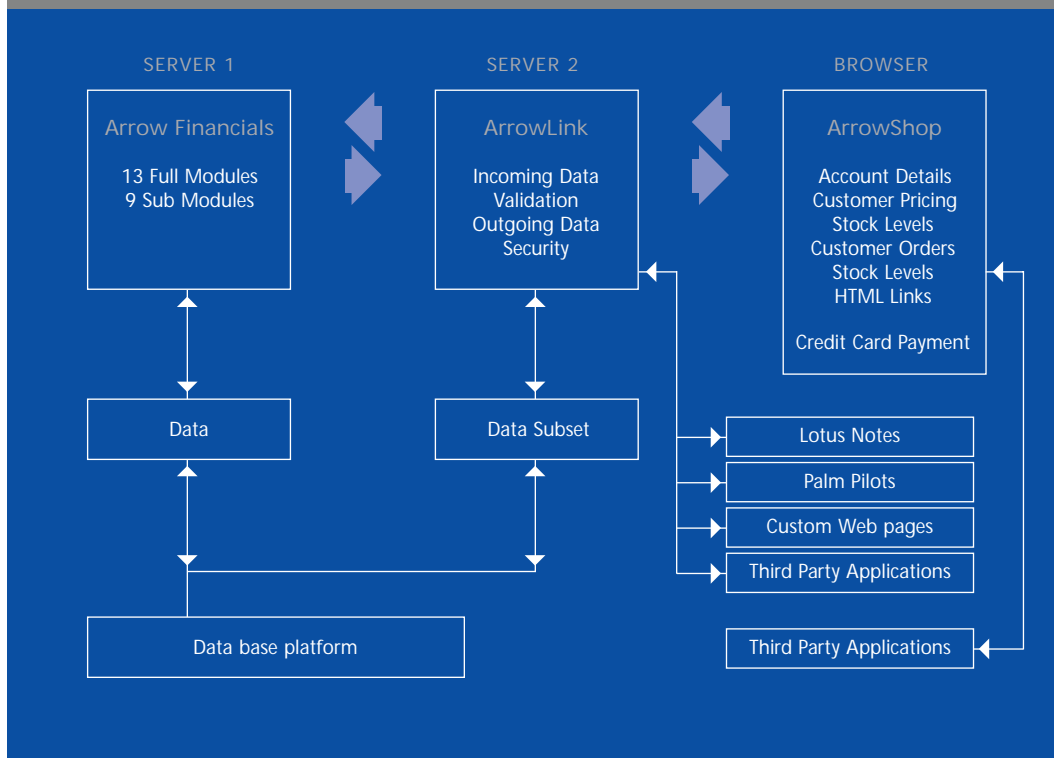 SERVER 1
SERVER 2
BROWSER
Arrow Financials
13 Full Modules
9 Sub Modules
ArrowLink
Incoming Data
Validation
Outgoing Data
Security
ArrowShop
Account Details
Customer Pricing
Stock Levels
Customer Orders
Stock Levels
HTML Links
Credit Card Payment
Data
Data Subset
Lotus Notes
Palm Pilots
Custom Web pages
Third Party Applications
Data base platform
Third Party Applications